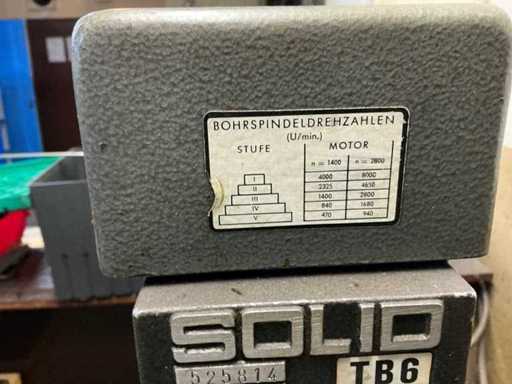 BOHRSPINDELDREHZAHLEN
(U/min.)
STUFE MOTOR
n = 1400 n = 2800
I 4000 8000
II 2325 4650
III 1400 2800
IV 840 1680
V 470 940
SOLID
525814
TB6